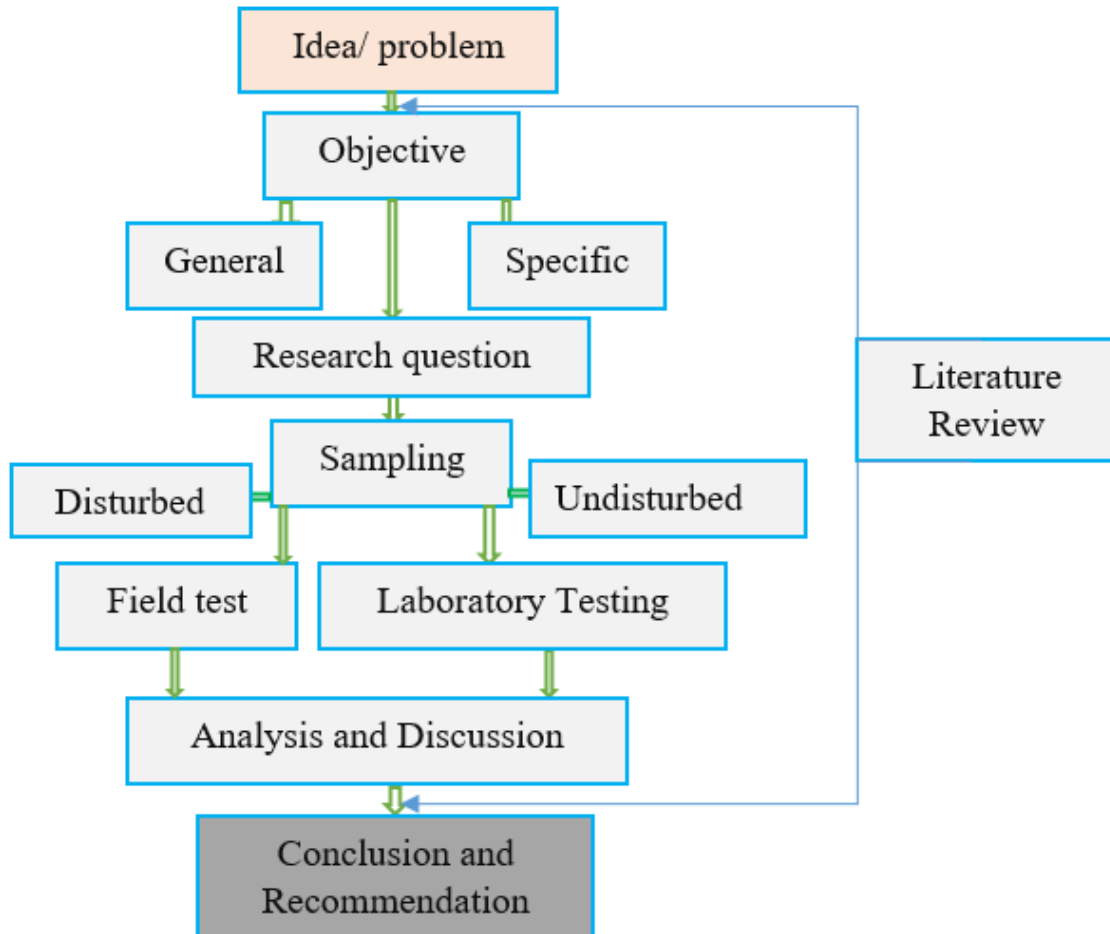 Idea/ problem
Objective
General
Specific
Research question
Literature
Review
Sampling
Disturbed
Undisturbed
Field test
Laboratory Testing
Analysis and Discussion
Conclusion and
Recommendation